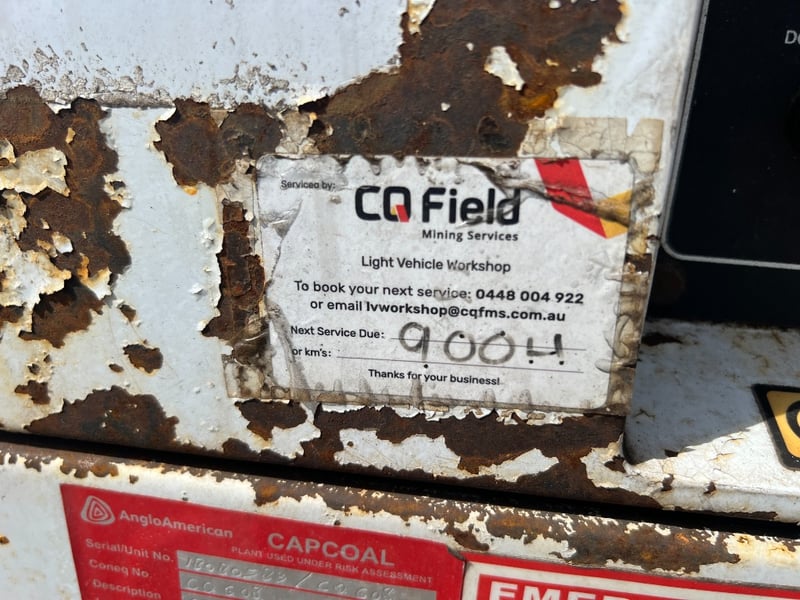 Serviced by:
CQ Field
Mining Services
Light Vehicle Workshop
To book your next service: 0448 004 922
or email lvworkshop@cqfms.com.au
Next Service Due: 900H
or km's:
Thanks for your business!
AngloAmerican
CAPCOAL
PLANT USED UNDER RISK ASSESSMENT
Serial/Unit No.
Coneq No.
Description